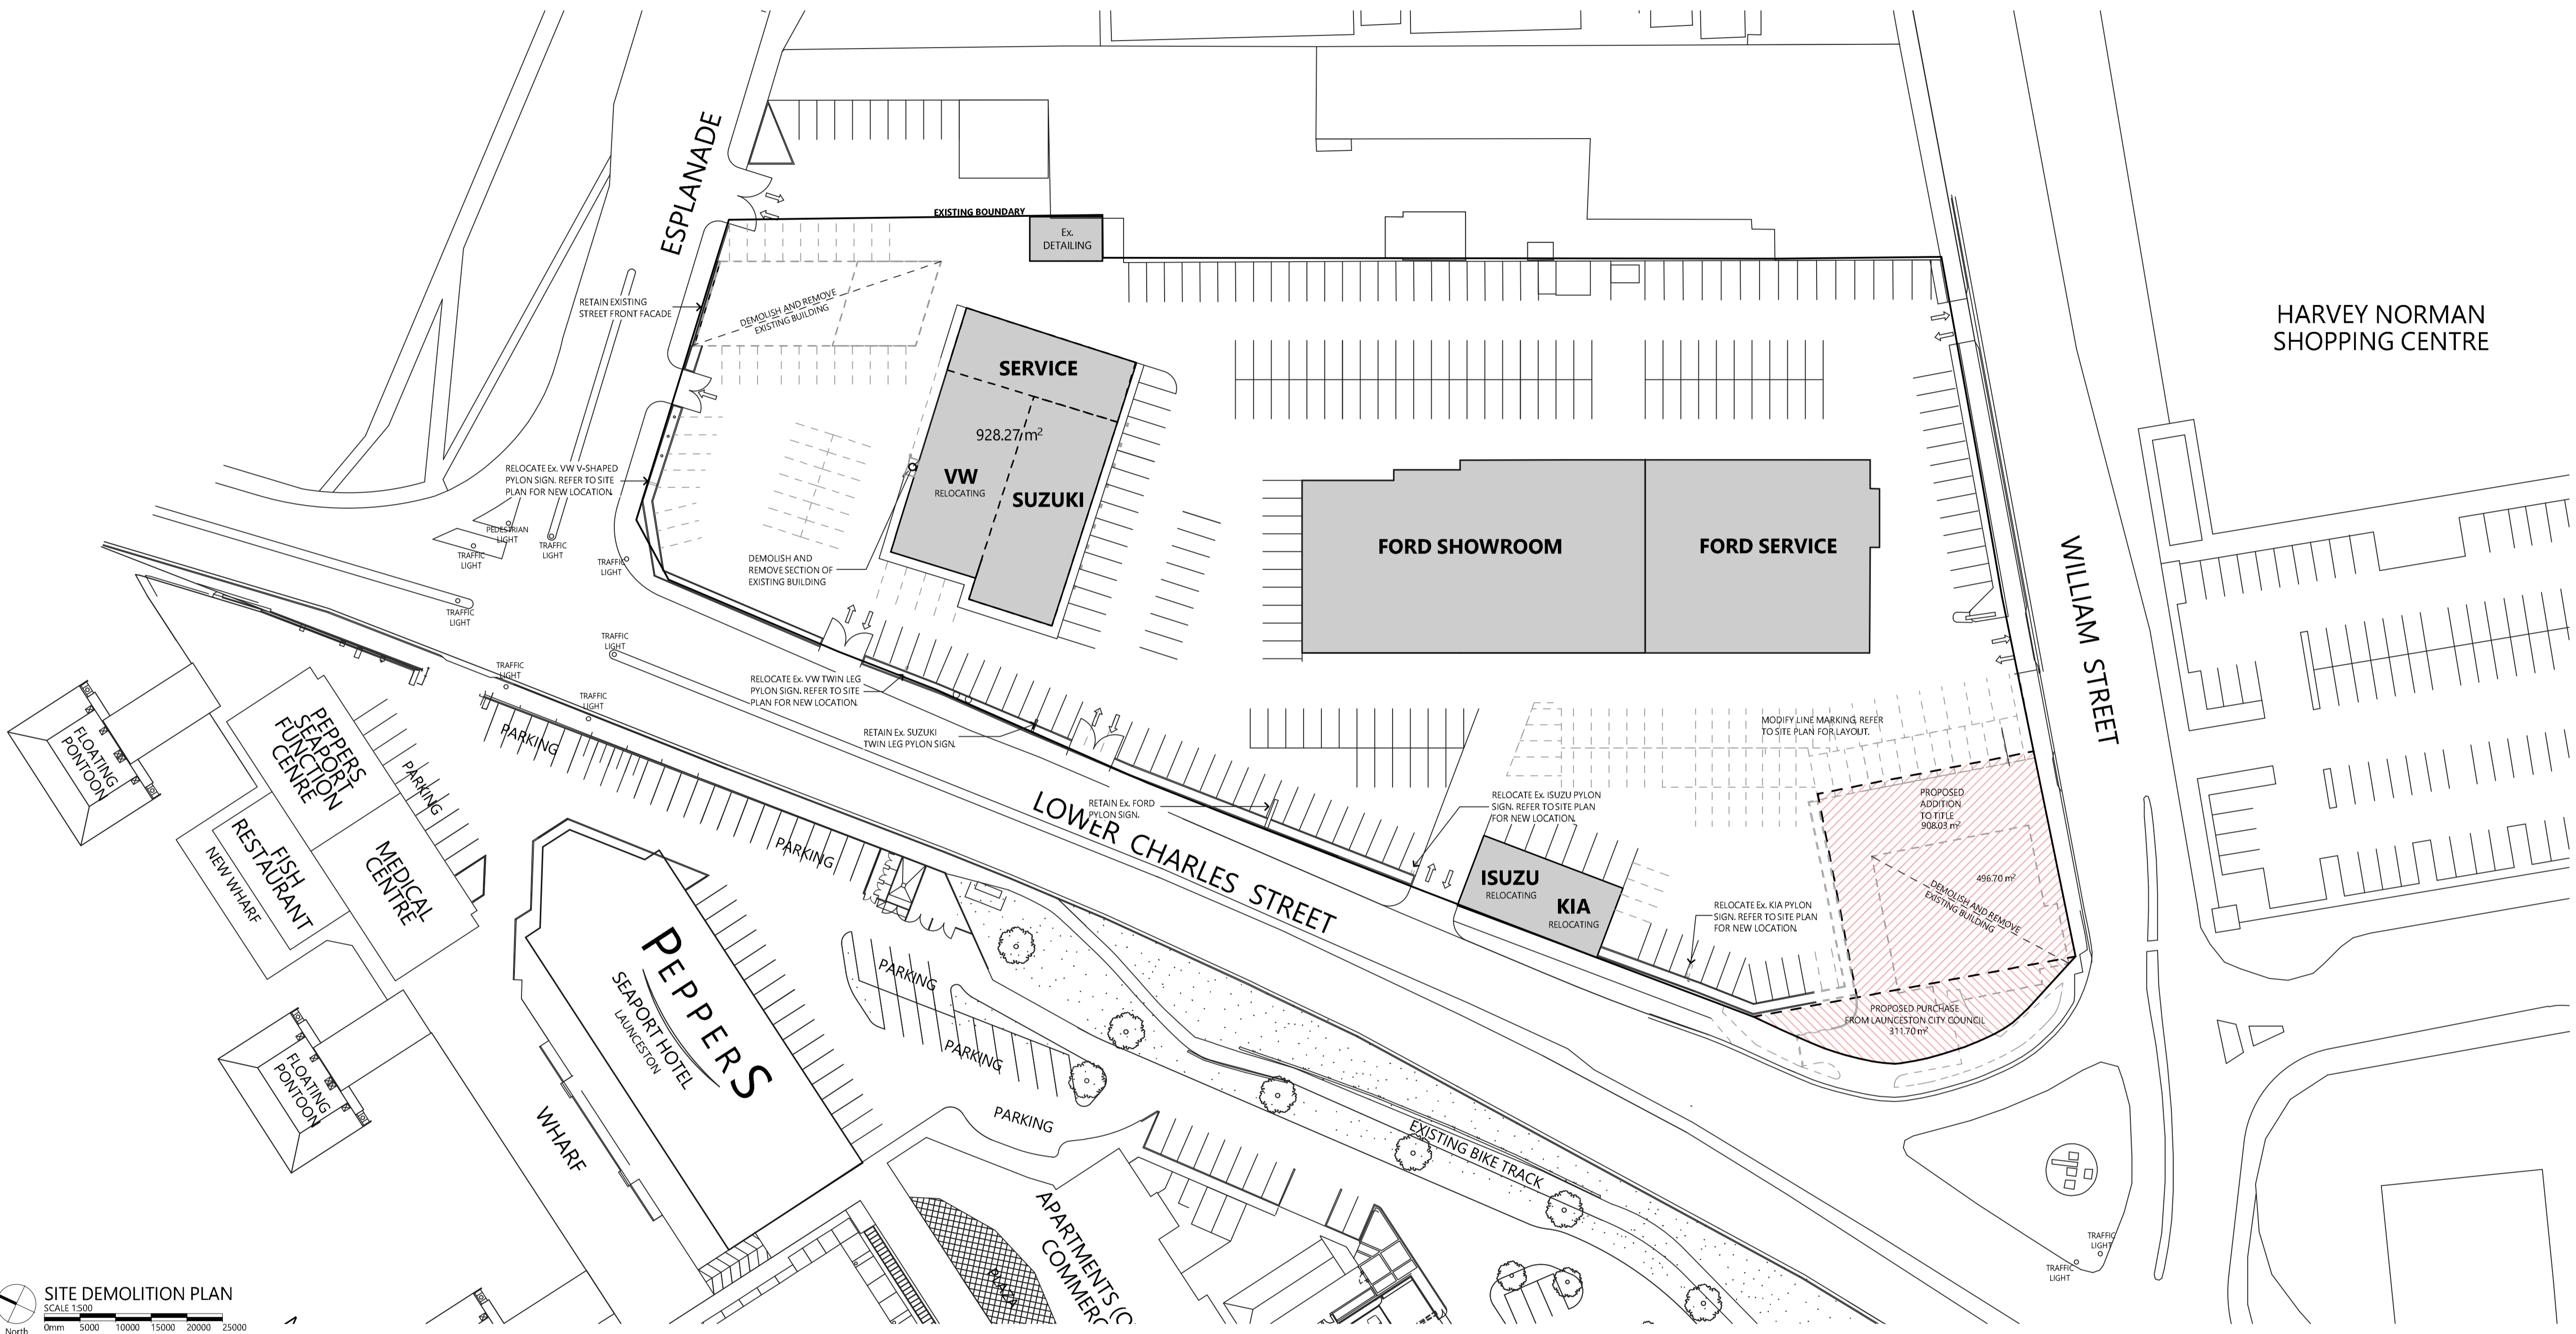 ESPLANADE
EXISTING BOUNDARY
Ex.
DETAILING
RETAIN EXISTING
STREET FRONT FACADE
DEMOLISH AND REMOVE
EXISTING BUILDING
HARVEY NORMAN
SHOPPING CENTRE
SERVICE
928.27 m²
VW
RELOCATING
SUZUKI
RELOCATE Ex. VW V-SHAPED
PYLON SIGN. REFER TO SITE
PLAN FOR NEW LOCATION.
PEDESTRIAN
LIGHT
TRAFFIC
LIGHT
TRAFFIC
LIGHT
TRAFFIC
LIGHT
TRAFFIC
LIGHT
DEMOLISH AND
REMOVE SECTION OF
EXISTING BUILDING
FORD SHOWROOM
FORD SERVICE
WILLIAM STREET
TRAFFIC
LIGHT
TRAFFIC
LIGHT
TRAFFIC
LIGHT
RELOCATE Ex. VW TWIN LEG
PYLON SIGN. REFER TO SITE
PLAN FOR NEW LOCATION.
RETAIN Ex. SUZUKI
TWIN LEG PYLON SIGN.
MODIFY LINE MARKING, REFER
TO SITE PLAN FOR LAYOUT.
FLOATING
PONTOON
PEPPERS
SEAPORT
FUNCTION
CENRE
PARKING
PARKING
PARKING
FISH
RESTAURANT
NEW WHARF
MEDICAL
CENTRE
RETAIN Ex. FORD
PYLON SIGN.
LOWER CHARLES STREET
RELOCATE Ex. ISUZU PYLON
SIGN. REFER TO SITE PLAN
FOR NEW LOCATION.
PROPOSED
ADDITION
TO TITLE
908.03 m²
ISUZU
RELOCATING
KIA
RELOCATING
496.70 m²
DEMOLISH AND REMOVE
EXISTING BUILDING
RELOCATE Ex. KIA PYLON
SIGN. REFER TO SITE PLAN
FOR NEW LOCATION.
PROPOSED PURCHASE
FROM LAUNCESTON CITY COUNCIL
311.70 m²
PEPPERS
SEAPORT HOTEL
LAUNCESTON
PARKING
PARKING
PARKING
FLOATING
PONTOON
WHARF
EXISTING BIKE TRACK
APARTMENTS (O
COMMERC
PLAZA
TRAFFIC
LIGHT
TRAFFIC
LIGHT
SITE DEMOLITION PLAN
SCALE 1:500
0mm 5000 10000 15000 20000 25000
North